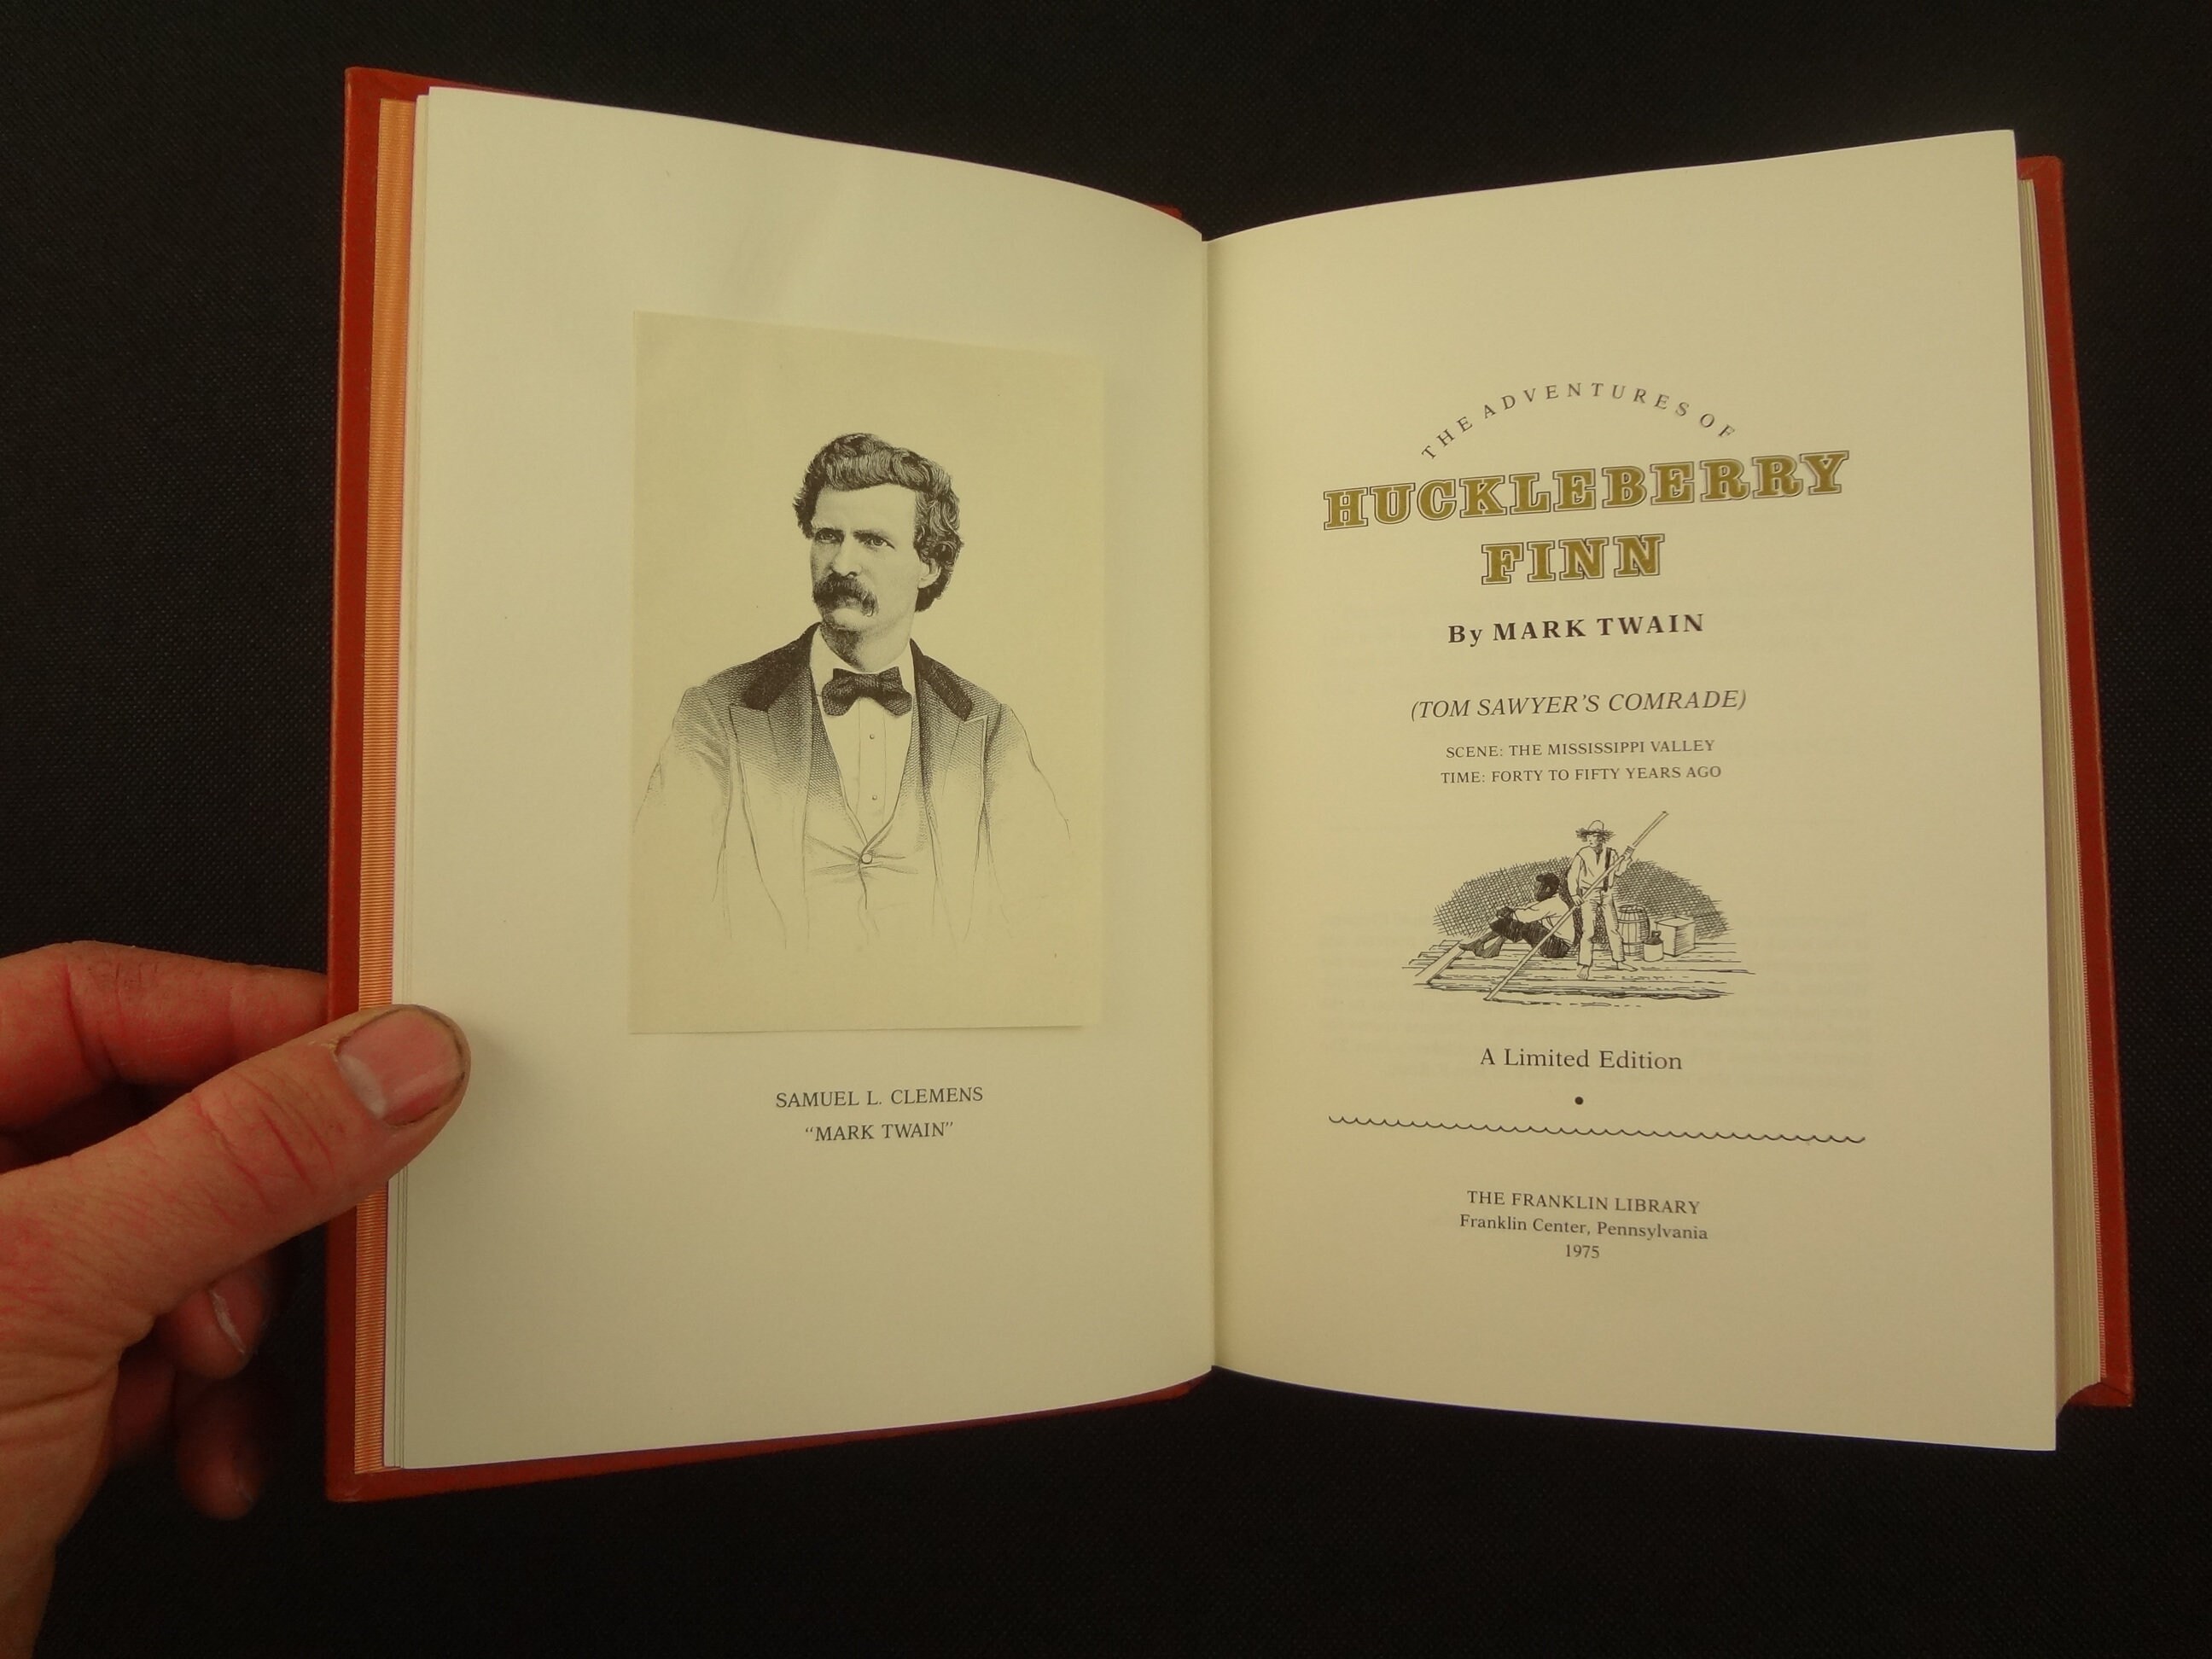 SAMUEL L. CLEMENS
“MARK TWAIN”
THE ADVENTURES OF
HUCKLEBERRY
FINN
By MARK TWAIN
(TOM SAWYER’S COMRADE)
SCENE: THE MISSISSIPPI VALLEY
TIME: FORTY TO FIFTY YEARS AGO
A Limited Edition
THE FRANKLIN LIBRARY
Franklin Center, Pennsylvania
1975